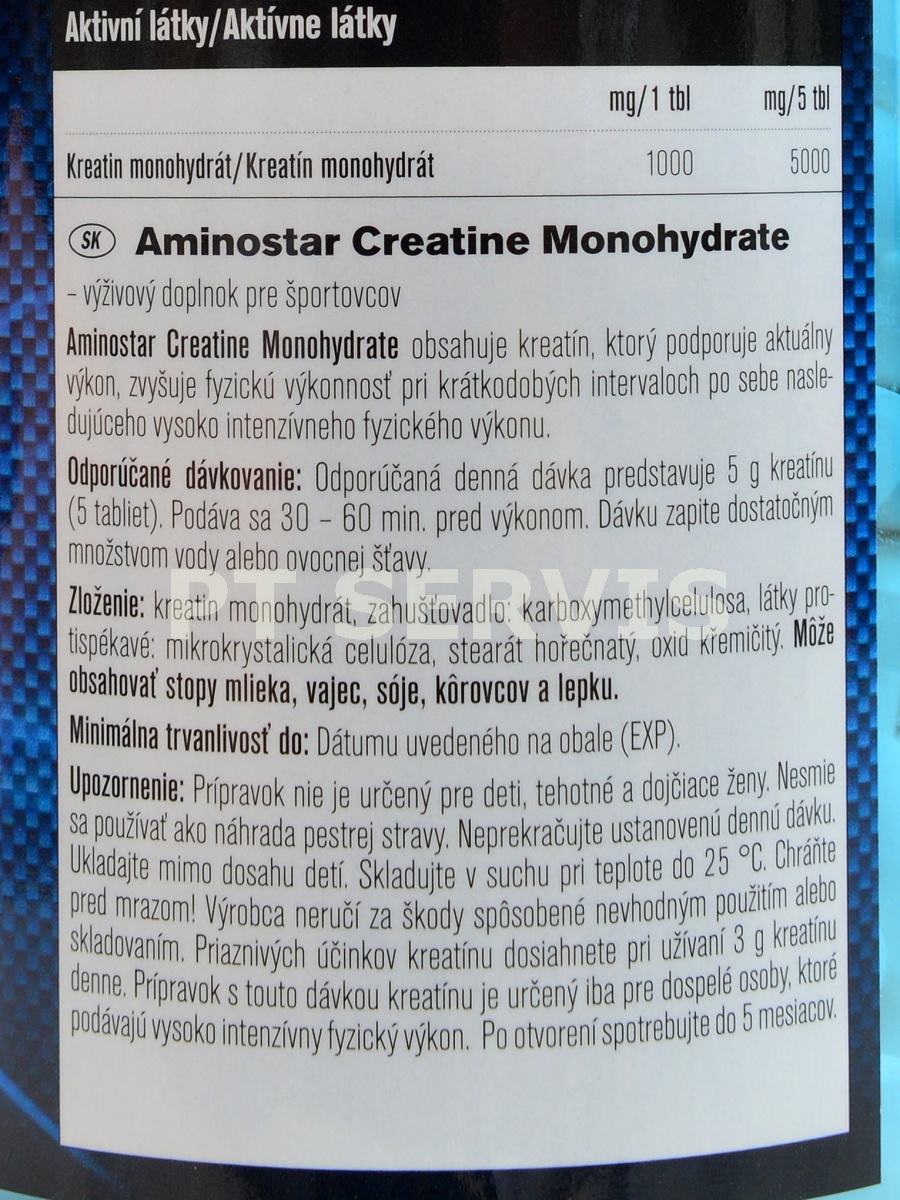 Aktivní látky/Aktívne látky
mg/1 tbl mg/5 tbl
Kreatin monohydrát/Kreatín monohydrát 1000 5000
SK Aminostar Creatine Monohydrate
– výživový doplnok pre športovcov
Aminostar Creatine Monohydrate obsahuje kreatín, ktorý podporuje aktuálny
výkon, zvyšuje fyzickú výkonnosť pri krátkodobých intervaloch po sebe nasle-
dujúceho vysoko intenzívneho fyzického výkonu.
Odporúčané dávkovanie: Odporúčaná denná dávka predstavuje 5 g kreatínu
(5 tabliet). Podáva sa 30 – 60 min. pred výkonom. Dávku zapite dostatočným
množstvom vody alebo ovocnej šťavy.
PT SERVIS
Zloženie: kreatin monohydrát, zahusťovadlo: karboxymethylcelulosa, látky pro-
tispékavé: mikrokrystalická celulóza, stearát hořečnatý, oxid křemičitý. Môže
obsahovať stopy mlieka, vajec, sóje, kôrovcov a lepku.
Minimálna trvanlivosť do: Dátumu uvedeného na obale (EXP).
Upozornenie: Prípravok nie je určený pre deti, tehotné a dojčiace ženy. Nesmie
sa používať ako náhrada pestrej stravy. Neprekračujte ustanovenú dennú dávku.
Ukladajte mimo dosahu detí. Skladujte v suchu pri teplote do 25 °C. Chráňte
pred mrazom! Výrobca neručí za škody spôsobené nevhodným použitím alebo
skladovaním. Priaznivých účinkov kreatínu dosiahnete pri užívaní 3 g kreatínu
denne. Prípravok s touto dávkou kreatínu je určený iba pre dospelé osoby, ktoré
podávajú vysoko intenzívny fyzický výkon. Po otvorení spotrebujte do 5 mesiacov.